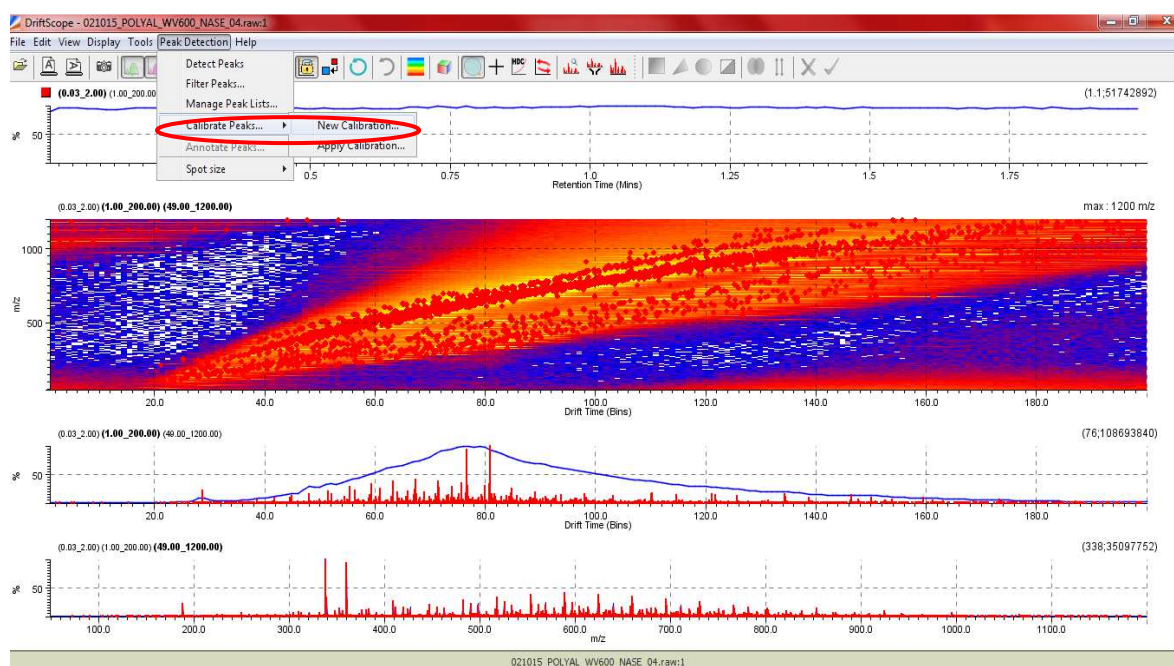 DriftScope - 021015_POLYAL_WV600_NASE_04.raw:1
File Edit View Display Tools Peak Detection Help
Detect Peaks
Filter Peaks...
Manage Peak Lists...
Calibrate Peaks...
New Calibration...
Annotate Peaks...
Apply Calibration...
Spot size
HDC
(0.03_2.00) (1.00_200.00
(1.1;51742892)
%
50
0.5 0.75 1.0 1.25 1.5 1.75
Retention Time (Mins)
(0.03_2.00) (1.00_200.00) (49.00_1200.00)
max : 1200 m/z
m/z
1000
500
20.0 40.0 60.0 80.0 100.0 120.0 140.0 160.0 180.0
Drift Time (Bins)
(0.03_2.00) (1.00_200.00) (49.00_1200.00)
(76;108693840)
%
50
20.0 40.0 60.0 80.0 100.0 120.0 140.0 160.0 180.0
Drift Time (Bins)
(0.03_2.00) (1.00_200.00) (49.00_1200.00)
(338;35097752)
%
50
100.0 200.0 300.0 400.0 500.0 600.0 700.0 800.0 900.0 1000.0 1100.0
m/z
021015_POLYAL_WV600_NASE_04.raw:1